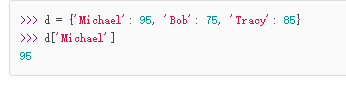 >>> d = {'Michael': 95, 'Bob': 75, 'Tracy': 85}
>>> d['Michael']
95